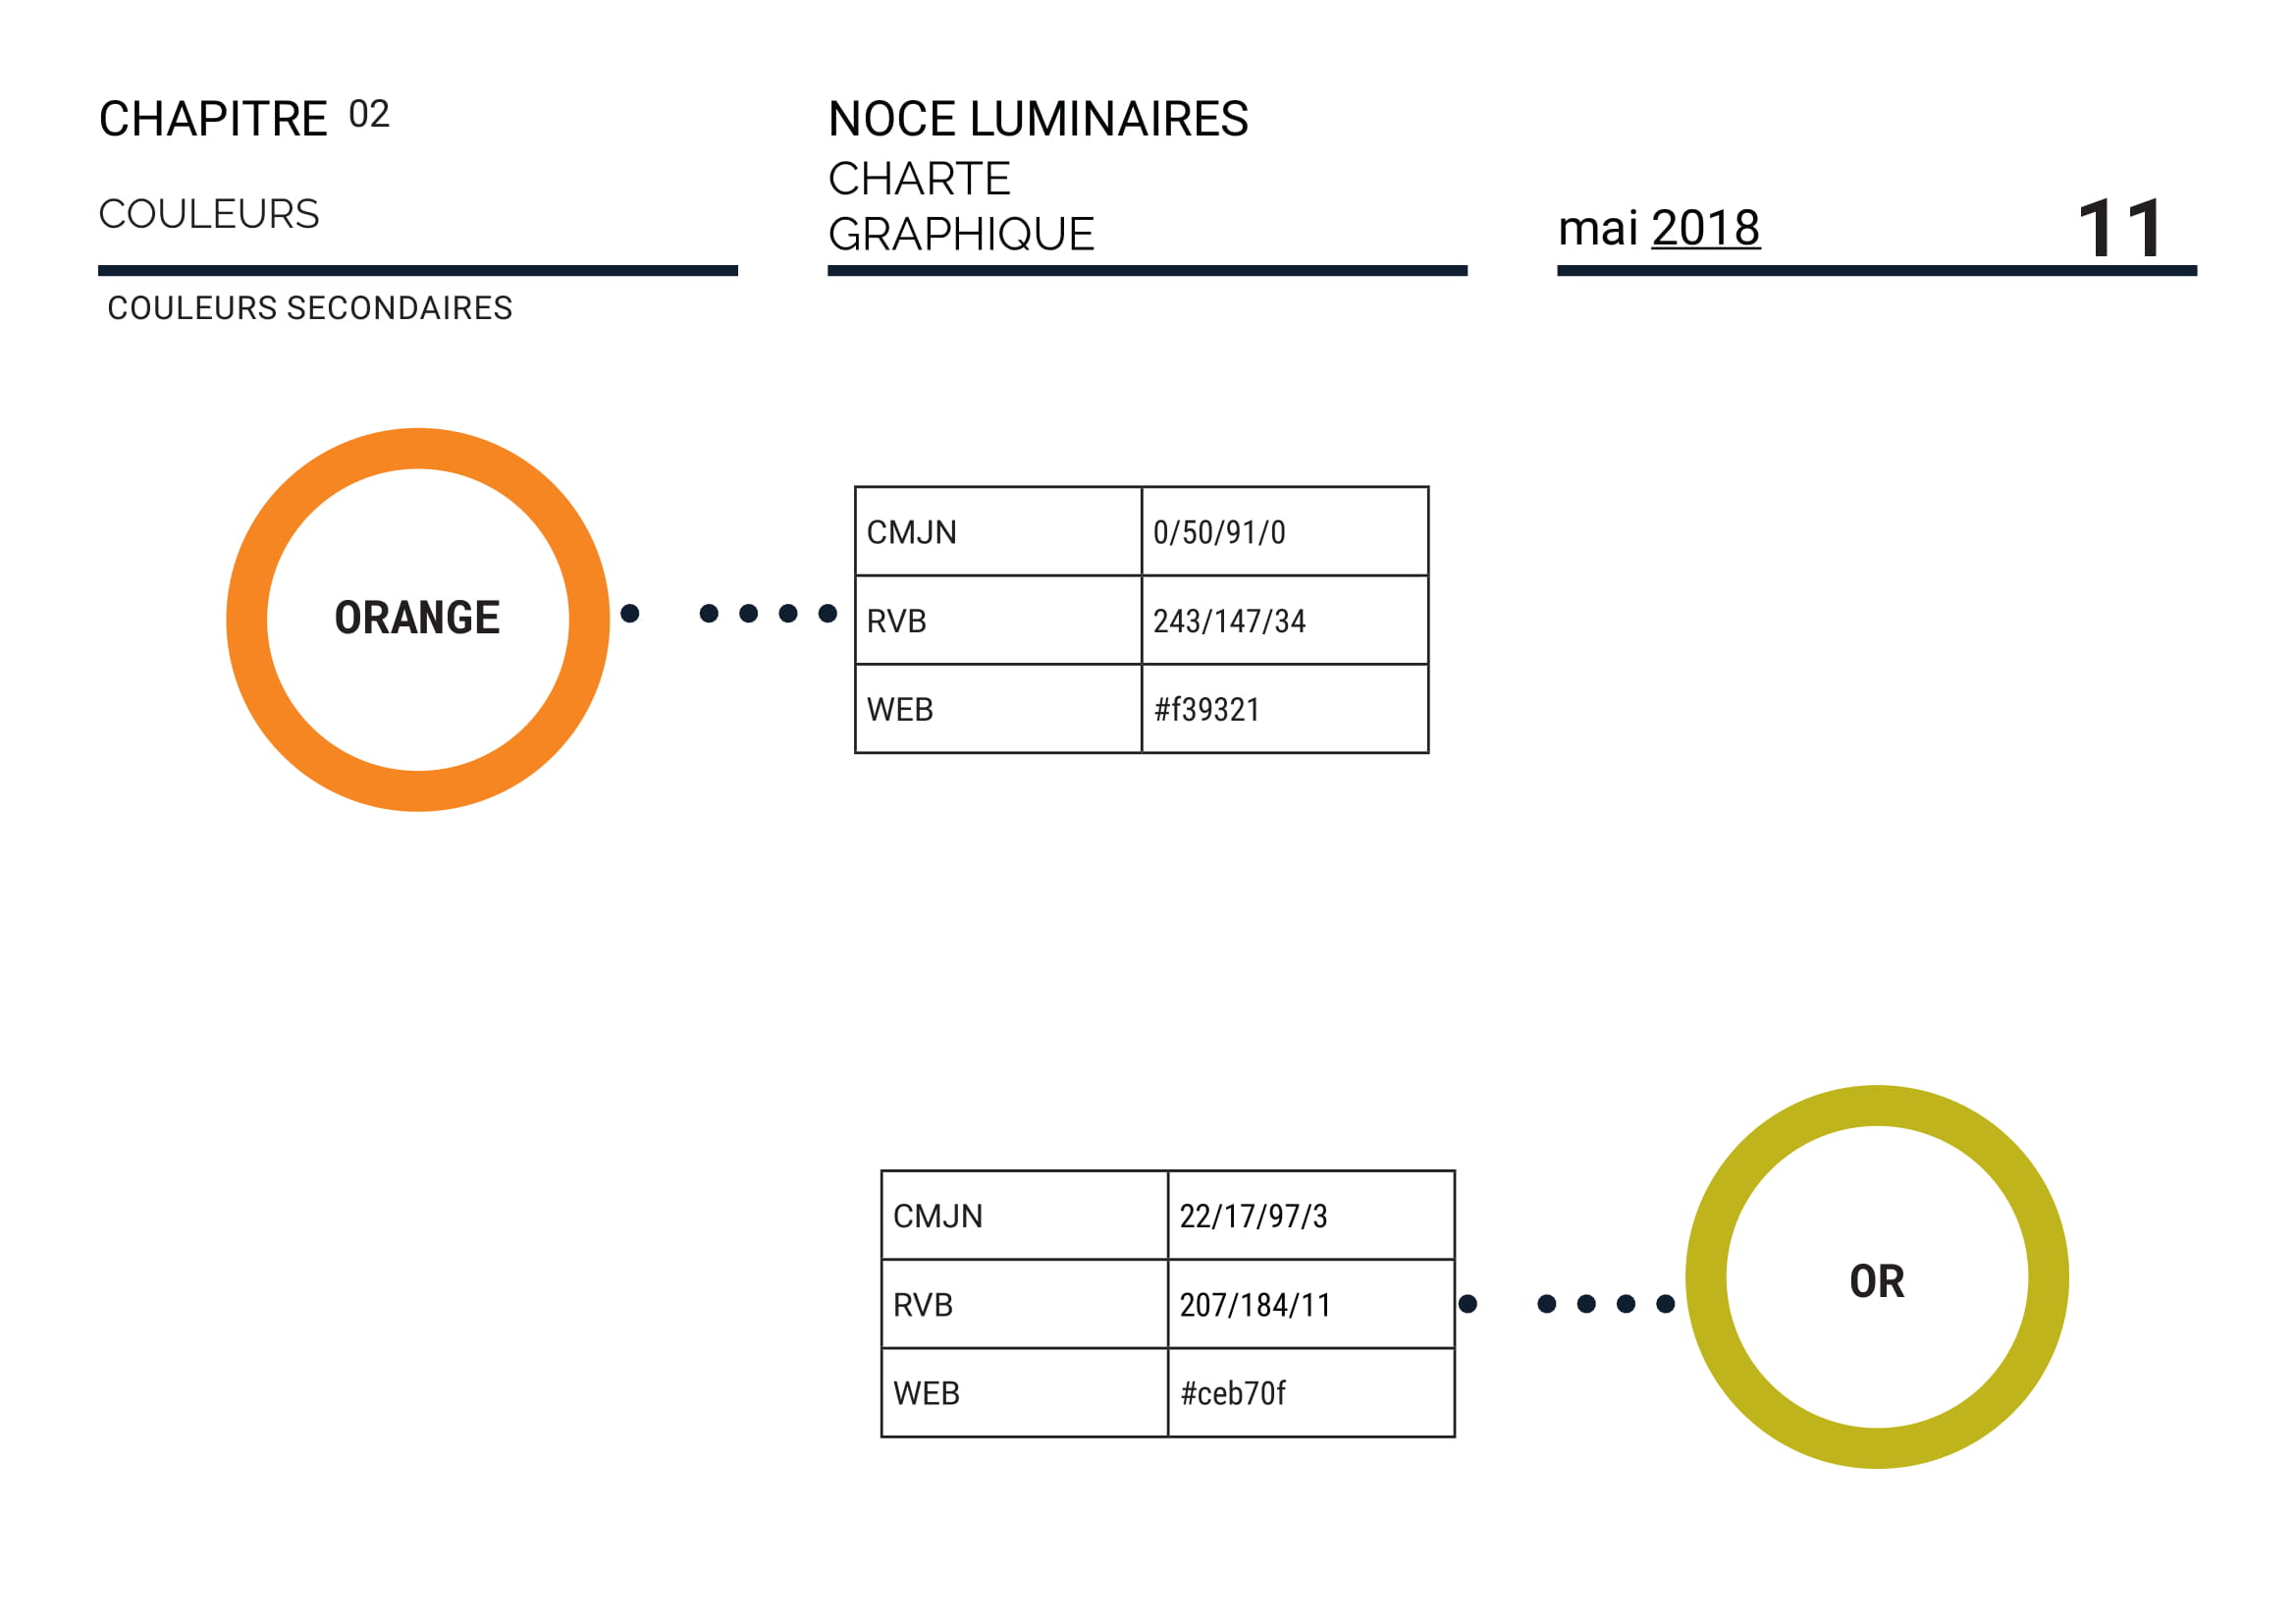 CHAPITRE 02
COULEURS
NOCE LUMINAIRES
CHARTE
GRAPHIQUE
mai 2018
11
COULEURS SECONDAIRES
ORANGE
CMJN 0/50/91/0
RVB 243/147/34
WEB #f39321
CMJN 22/17/97/3
RVB 207/184/11
WEB #ceb70f
OR